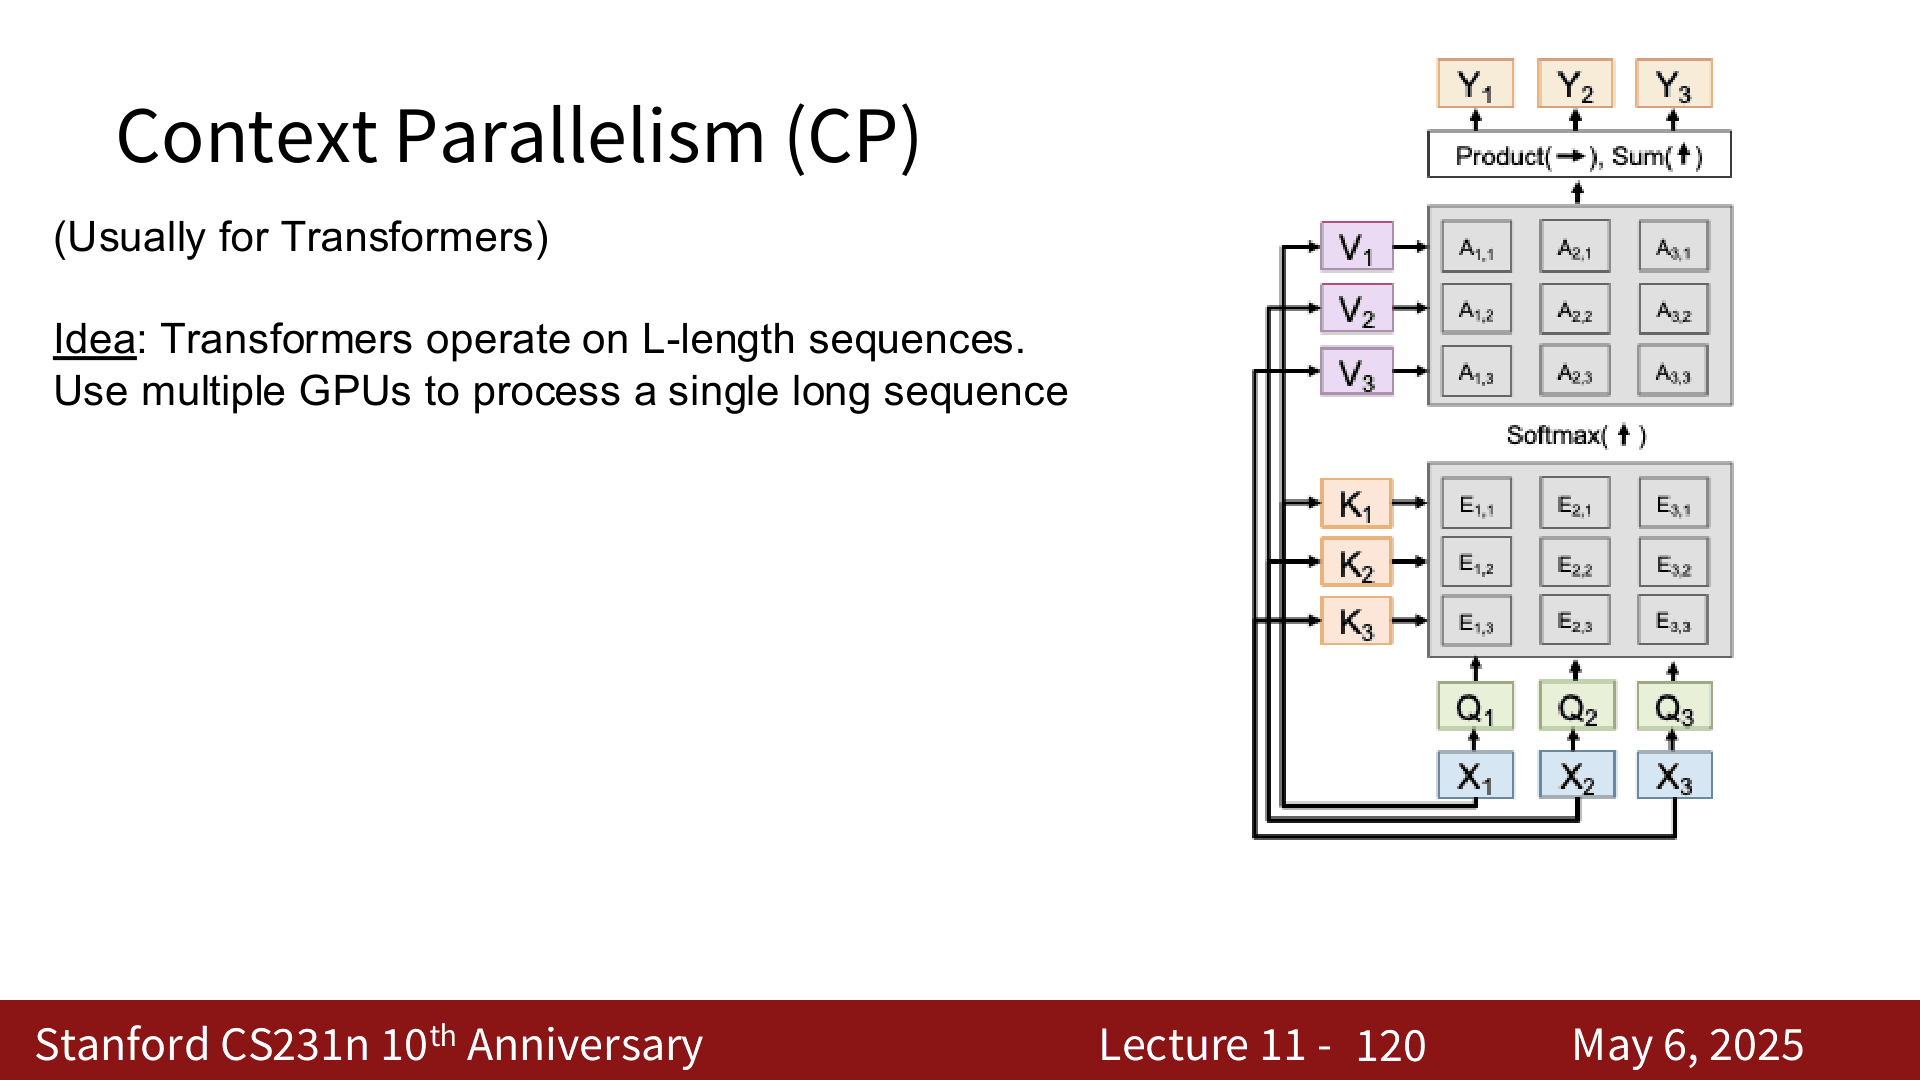 Context Parallelism (CP)
(Usually for Transformers)
Idea: Transformers operate on L-length sequences.
Use multiple GPUs to process a single long sequence
Y1 Y2 Y3
Product(→), Sum(↑)
V1 A1,1 A2,1 A3,1
V2 A1,2 A2,2 A3,2
V3 A1,3 A2,3 A3,3
Softmax(↑)
K1 E1,1 E2,1 E3,1
K2 E1,2 E2,2 E3,2
K3 E1,3 E2,3 E3,3
Q1 Q2 Q3
X1 X2 X3
Stanford CS231n 10th Anniversary Lecture 11 - 120 May 6, 2025